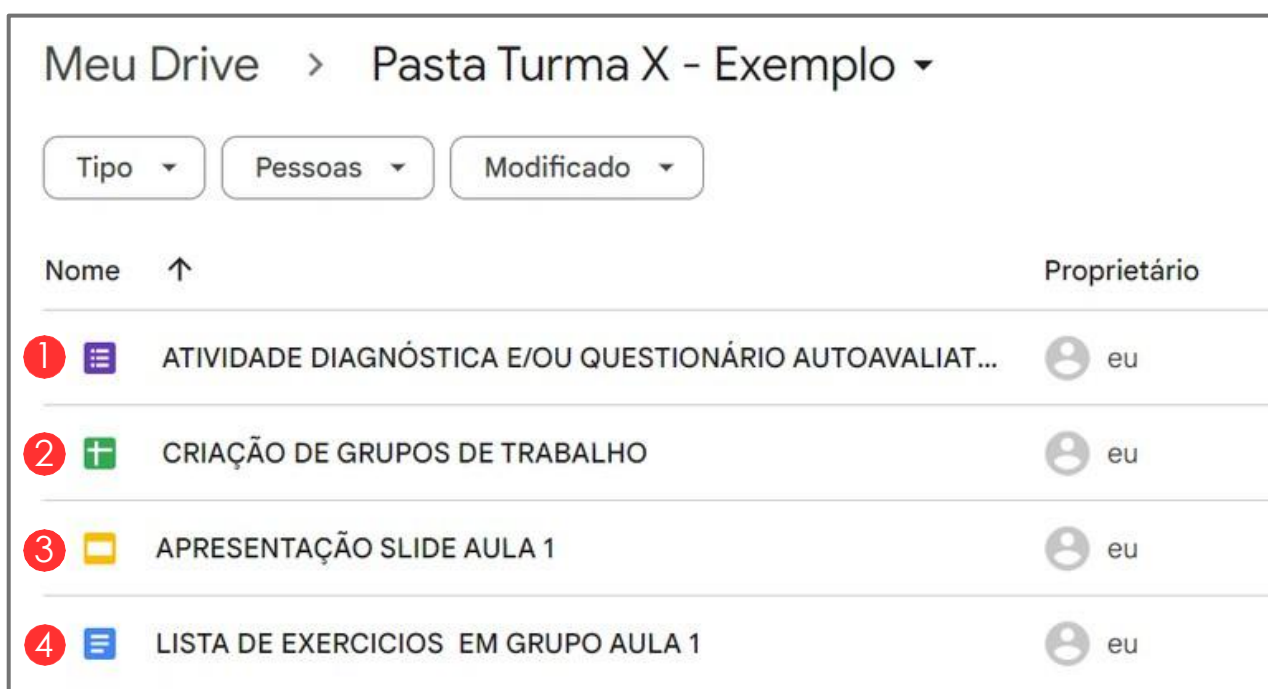 Meu Drive > Pasta Turma X - Exemplo
Tipo Pessoas Modificado
Nome Proprietário
1 ATIVIDADE DIAGNÓSTICA E/OU QUESTIONÁRIO AUTOAVALIAT... eu
2 CRIAÇÃO DE GRUPOS DE TRABALHO eu
3 APRESENTAÇÃO SLIDE AULA 1 eu
4 LISTA DE EXERCICIOS EM GRUPO AULA 1 eu